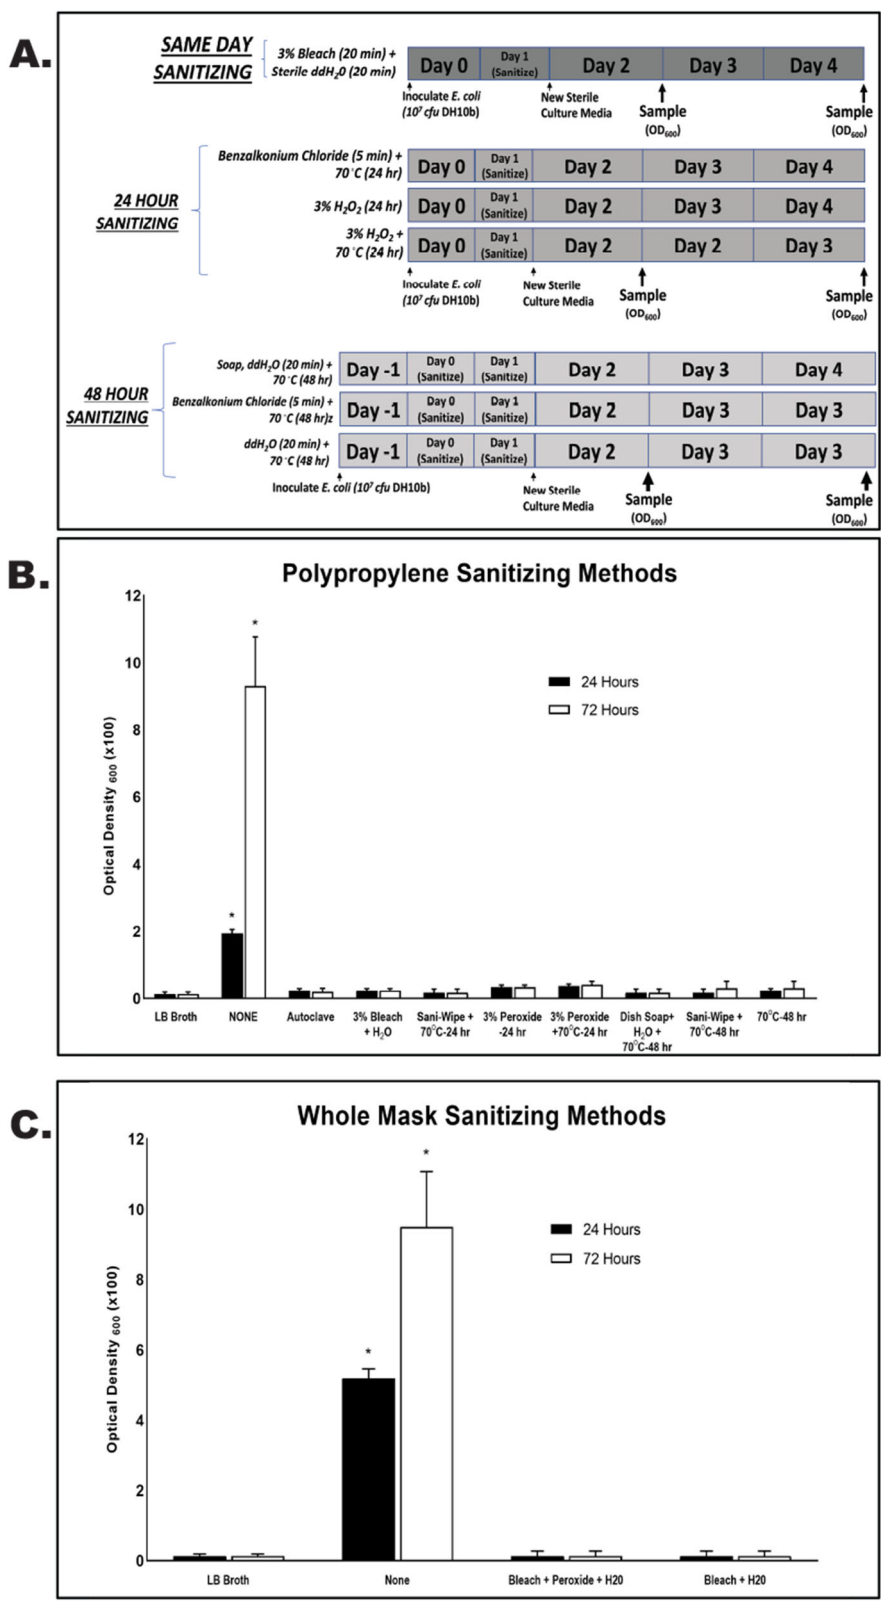 A.
SAME DAY
SANITIZING
3% Bleach (20 min) +
Sterile ddH₂0 (20 min)
Day 0
Day 1
(Sanitize)
Day 2
Day 3
Day 4
Inoculate E. coli
(10⁷ cfu DH10b)
New Sterile
Culture Media
Sample
(OD₆₀₀)
Sample
(OD₆₀₀)
24 HOUR
SANITIZING
Benzalkonium Chloride (5 min) +
70°C (24 hr)
Day 0
Day 1
(Sanitize)
Day 2
Day 3
Day 4
3% H₂O₂ (24 hr)
Day 0
Day 1
(Sanitize)
Day 2
Day 3
Day 4
3% H₂O₂ +
70°C (24 hr)
Day 0
Day 1
(Sanitize)
Day 2
Day 2
Day 3
Inoculate E. coli
(10⁷ cfu DH10b)
New Sterile
Culture Media
Sample
(OD₆₀₀)
Sample
(OD₆₀₀)
48 HOUR
SANITIZING
Soap, ddH₂O (20 min) +
70°C (48 hr)
Day -1
Day 0
(Sanitize)
Day 1
(Sanitize)
Day 2
Day 3
Day 4
Benzalkonium Chloride (5 min) +
70°C (48 hr)z
Day -1
Day 0
(Sanitize)
Day 1
(Sanitize)
Day 2
Day 3
Day 3
ddH₂O (20 min) +
70°C (48 hr)
Day -1
Day 0
(Sanitize)
Day 1
(Sanitize)
Day 2
Day 3
Day 3
Inoculate E. coli (10⁷ cfu DH10b)
New Sterile
Culture Media
Sample
(OD₆₀₀)
Sample
(OD₆₀₀)
B.
Polypropylene Sanitizing Methods
Optical Density ₆₀₀ (x100)
12
10
8
6
4
2
0
*
*
24 Hours
72 Hours
LB Broth
NONE
Autoclave
3% Bleach
+ H₂O
Sani-Wipe +
70°C-24 hr
3% Peroxide
-24 hr
3% Peroxide
+70°C-24 hr
Dish Soap+
H₂O +
70°C-48 hr
Sani-Wipe +
70°C-48 hr
70°C-48 hr
C.
Whole Mask Sanitizing Methods
Optical Density ₆₀₀ (x100)
12
10
8
6
4
2
0
*
*
24 Hours
72 Hours
LB Broth
None
Bleach + Peroxide + H20
Bleach + H20